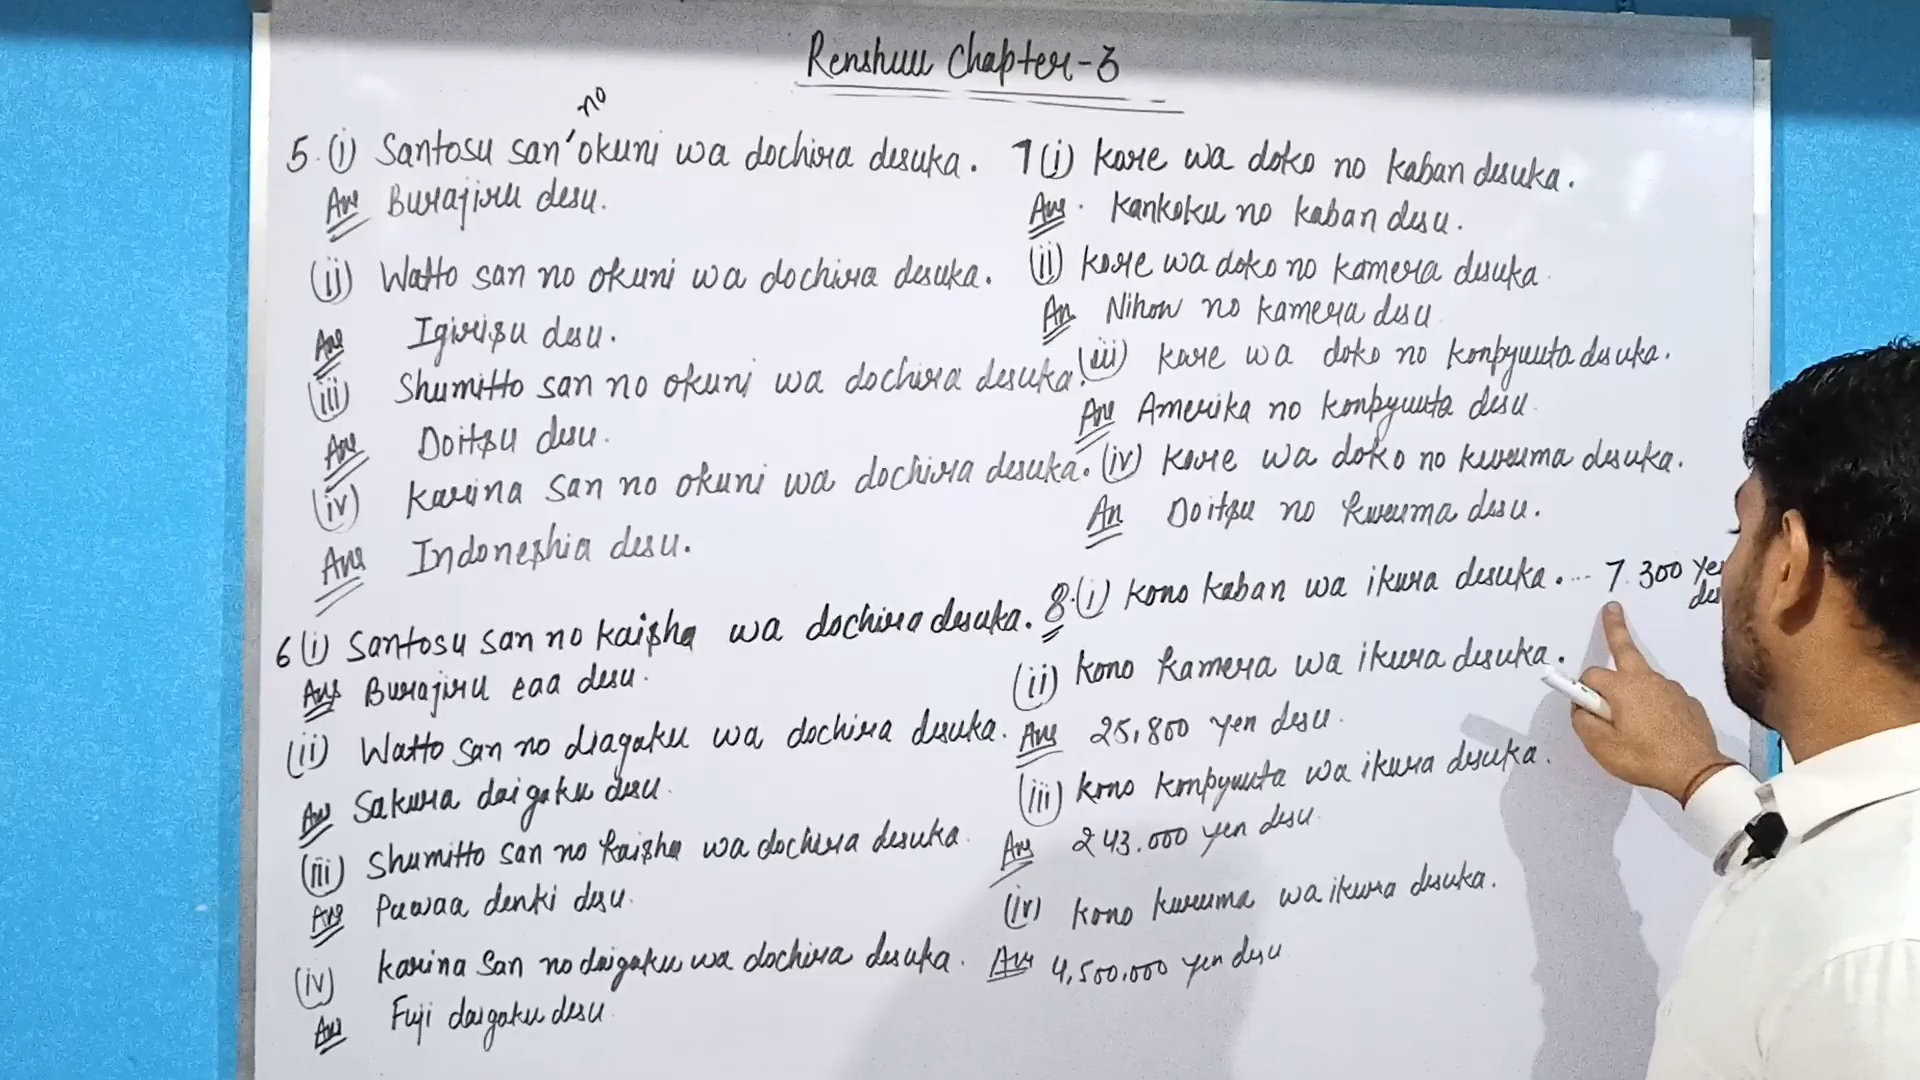 Renshuu Chapter-3
no
5. (i) Santosu san' okuni wa dochira desuka.
Ans Burajiru desu.
(ii) Watto san no okuni wa dochira desuka.
Ans Igirisu desu.
(iii) Shumitto san no okuni wa dochira desuka.
Ans Doitsu desu.
(iv) karina san no okuni wa dochira desuka.
Ans Indoneshia desu.
6 (i) Santosu san no kaisha wa dochira desuka.
Ans Burajiru eaa desu.
(ii) Watto san no diagaku wa dochira desuka.
Ans Sakura daigaku desu.
(iii) Shumitto san no kaisha wa dochira desuka.
Ans Pawaa denki desu.
(iv) karina san no daigaku wa dochira desuka.
Ans Fuji daigaku desu.
7 (i) kore wa doko no kaban desuka.
Ans. kankoku no kaban desu.
(ii) kore wa doko no kamera desuka.
An Nihon no kamera desu.
(iii) kore wa doko no konpyuuta desuka.
Ans Amerika no konpyuuta desu.
(iv) kore wa doko no kuruma desuka.
An Doitsu no kuruma desu.
8. (i) kono kaban wa ikura desuka. ... 7.300 Yen
(ii) kono kamera wa ikura desuka.
Ans 25,800 yen desu.
(iii) kono konpyuuta wa ikura desuka.
Ans 243.000 yen desu.
(iv) kono kuruma wa ikura desuka.
Ans 4,500.000 yen desu